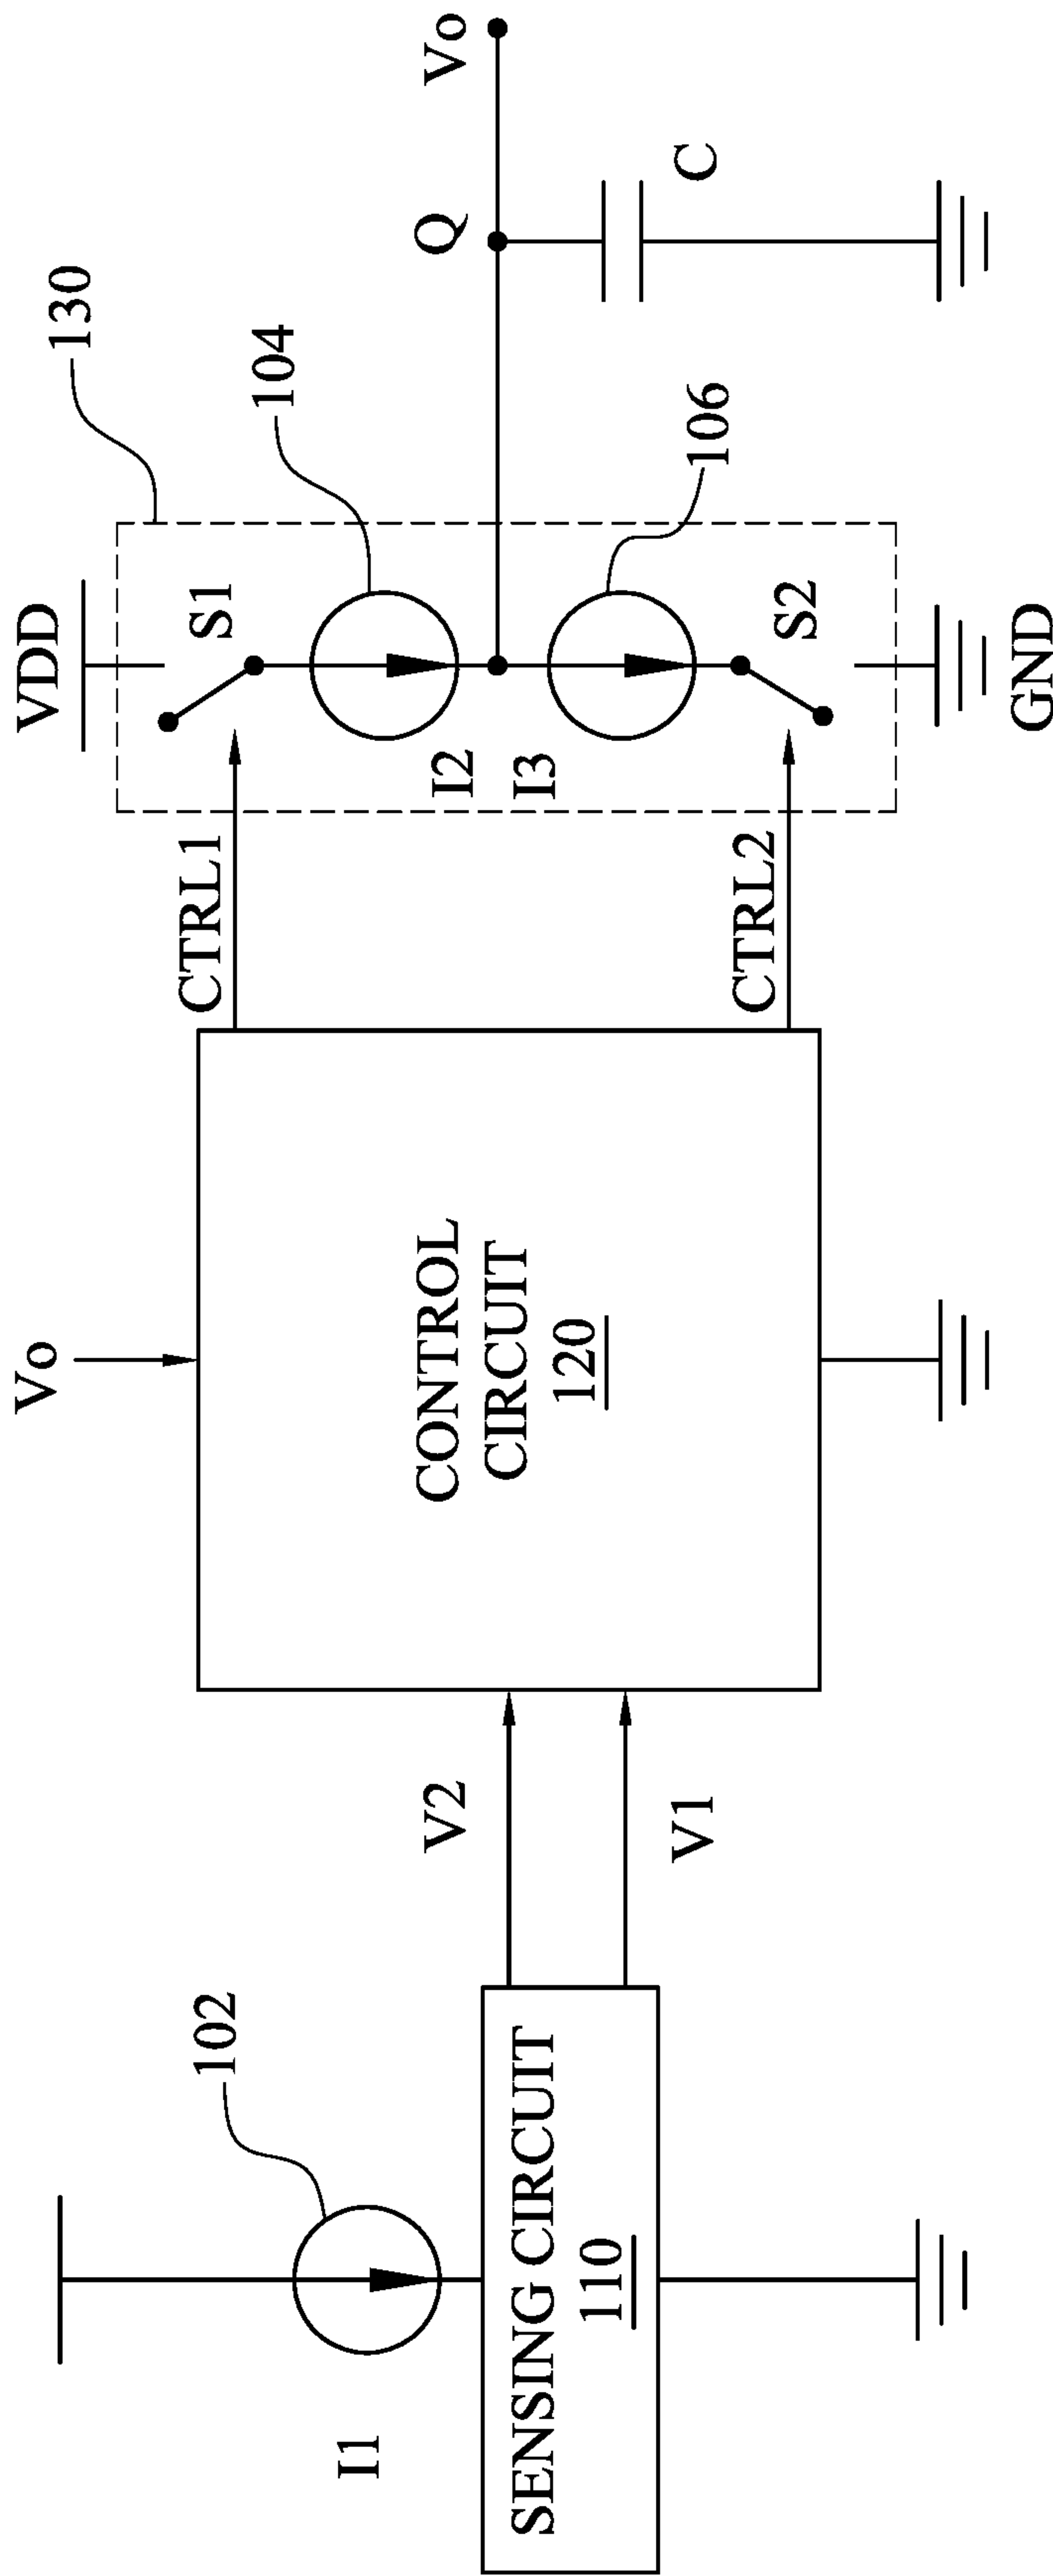 Vo
VDD
130
102
CTRL1
S1
104
I1
V2
CONTROL
CIRCUIT
120
I2
Q
Vo
SENSING CIRCUIT
110
I3
V1
106
C
CTRL2
S2
GND